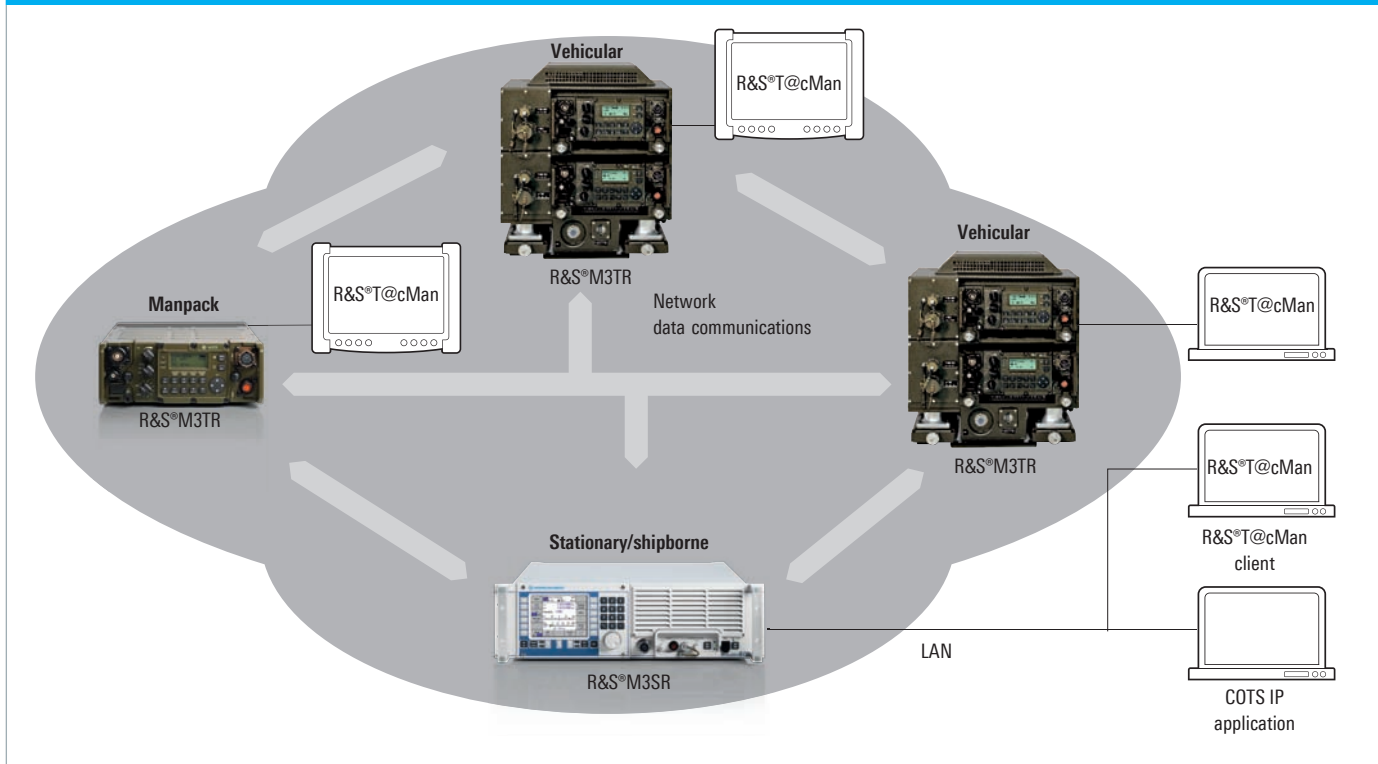 Vehicular
R&S®T@cMan
R&S®M3TR
Manpack
R&S®T@cMan
R&S®M3TR
Network
data communications
Vehicular
R&S®M3TR
R&S®T@cMan
R&S®T@cMan
R&S®T@cMan
client
Stationary/shipborne
R&S®M3SR
LAN
COTS IP
application